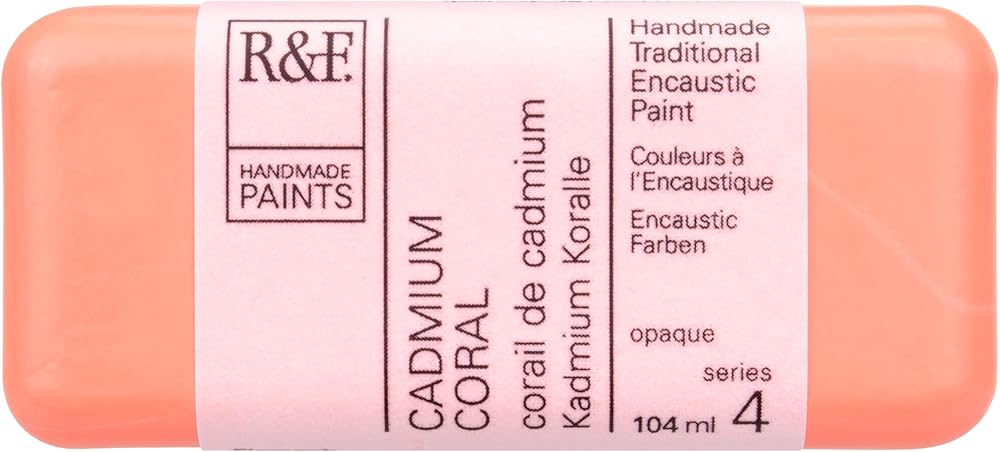 R&F.
HANDMADE
PAINTS
CADMIUM
CORAL
corail de cadmium
Kadmium Koralle
Handmade
Traditional
Encaustic
Paint
Couleurs à
l'Encaustique
Encaustic
Farben
opaque
series
104 ml 4